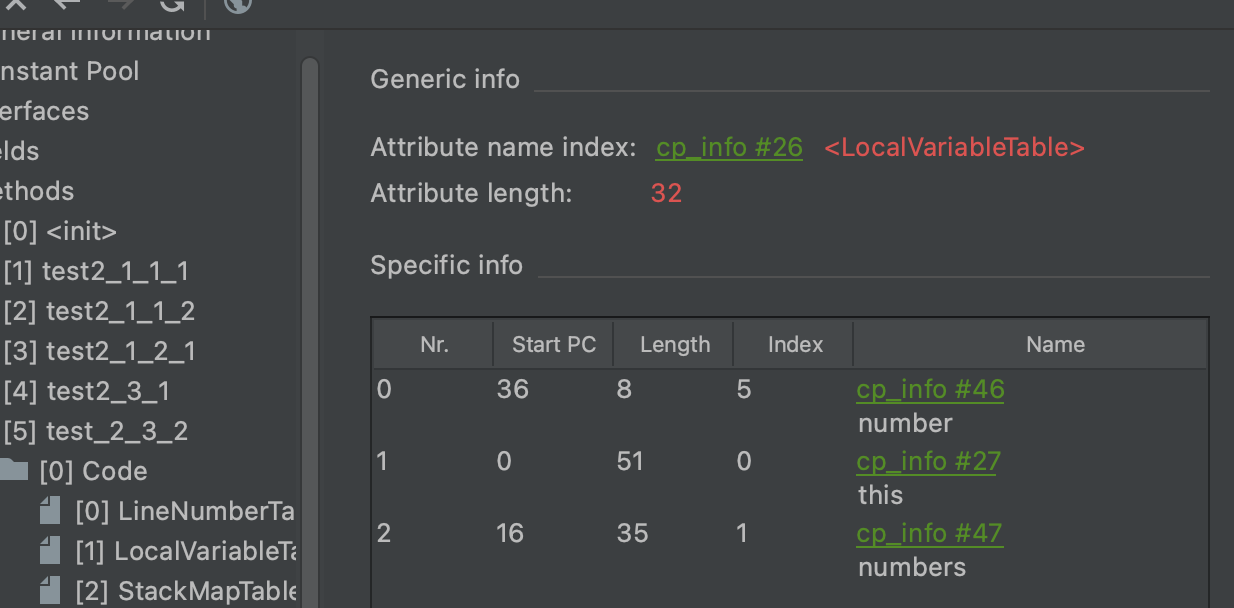 neral information
nstant Pool
erfaces
elds
ethods
[0] <init>
[1] test2_1_1_1
[2] test2_1_1_2
[3] test2_1_2_1
[4] test2_3_1
[5] test_2_3_2
[0] Code
[0] LineNumberTa
[1] LocalVariableTa
[2] StackMapTable
Generic info
Attribute name index: cp_info #26 <LocalVariableTable>
Attribute length: 32
Specific info
Nr. Start PC Length Index Name
0 36 8 5 cp_info #46
number
1 0 51 0 cp_info #27
this
2 16 35 1 cp_info #47
numbers